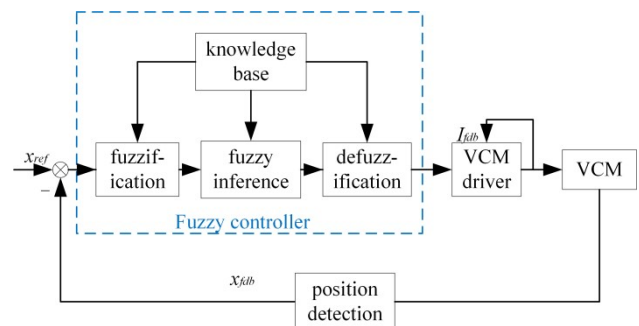 knowledge
base
I_fdb
x_ref
fuzzif-
ication
fuzzy
inference
defuzz-
ification
VCM
driver
VCM
−
Fuzzy controller
x_fdb
position
detection